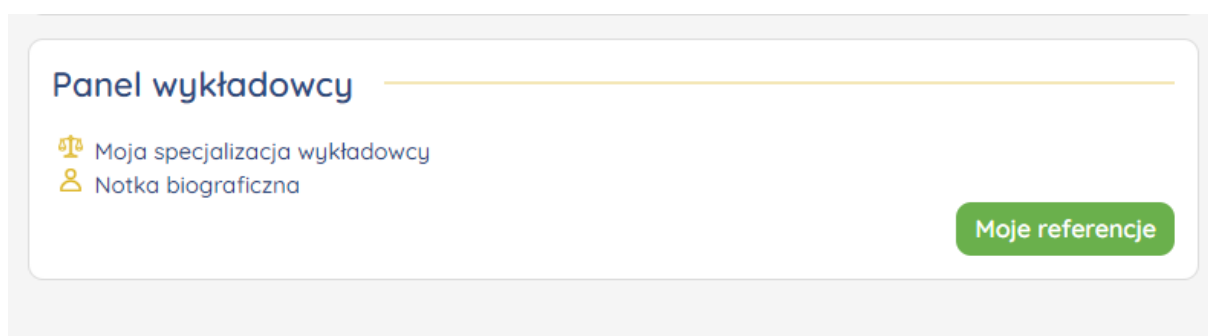 Panel wykładowcy
Moja specjalizacja wykładowcy
Notka biograficzna
Moje referencje